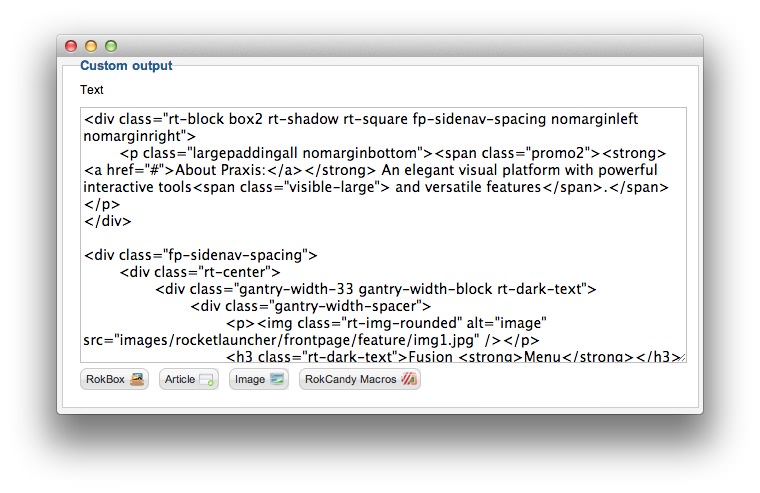 Custom output
Text
<div class="rt-block box2 rt-shadow rt-square fp-sidenav-spacing nomarginleft
nomarginright">
<p class="largepaddingall nomarginbottom"><span class="promo2"><strong>
<a href="#">About Praxis:</a></strong> An elegant visual platform with powerful
interactive tools<span class="visible-large"> and versatile features</span>.</span>
</p>
</div>
<div class="fp-sidenav-spacing">
<div class="rt-center">
<div class="gantry-width-33 gantry-width-block rt-dark-text">
<div class="gantry-width-spacer">
<p><img class="rt-img-rounded" alt="image"
src="images/rocketlauncher/frontpage/feature/img1.jpg" /></p>
<h3 class="rt-dark-text">Fusion <strong>Menu</strong></h3>
RokBox
Article
Image
RokCandy Macros